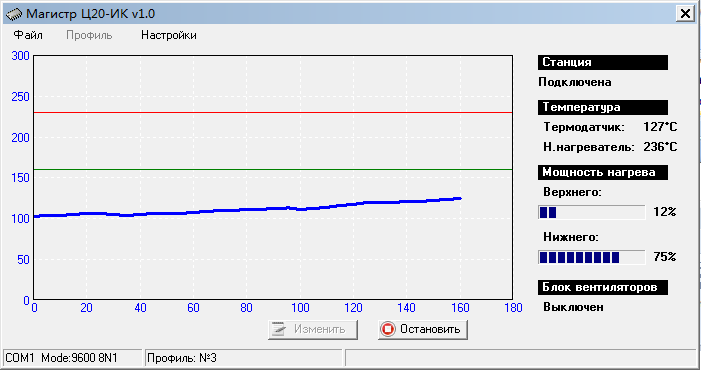 Магистр Ц20-ИК v1.0
Файл Профиль Настройки
300
250
200
150
100
50
0
0 20 40 60 80 100 120 140 160 180
Станция
Подключена
Температура
Термодатчик: 127*C
Н.нагреватель: 236*C
Мощность нагрева
Верхнего:
12%
Нижнего:
75%
Блок вентиляторов
Выключен
Изменить Остановить
COM1 Mode:9600 8N1 Профиль: №3